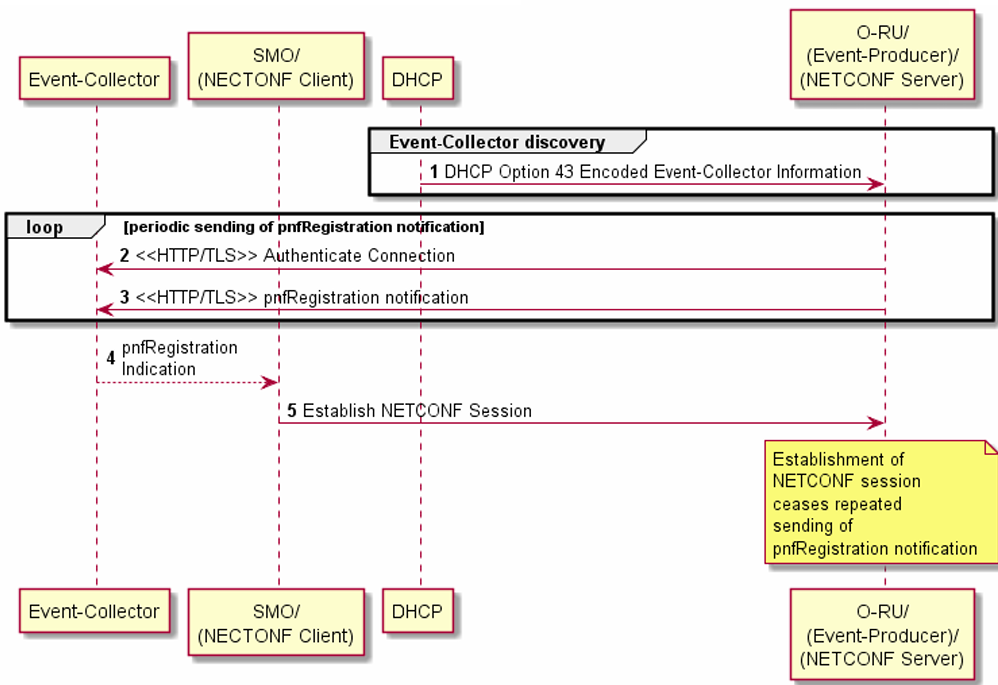 Event-Collector
SMO/
(NECTONF Client)
DHCP
O-RU/
(Event-Producer)/
(NETCONF Server)
Event-Collector discovery
1 DHCP Option 43 Encoded Event-Collector Information
loop
[periodic sending of pnfRegistration notification]
2 <<HTTP/TLS>> Authenticate Connection
3 <<HTTP/TLS>> pnfRegistration notification
4 pnfRegistration
Indication
5 Establish NETCONF Session
Establishment of
NETCONF session
ceases repeated
sending of
pnfRegistration notification
Event-Collector
SMO/
(NECTONF Client)
DHCP
O-RU/
(Event-Producer)/
(NETCONF Server)